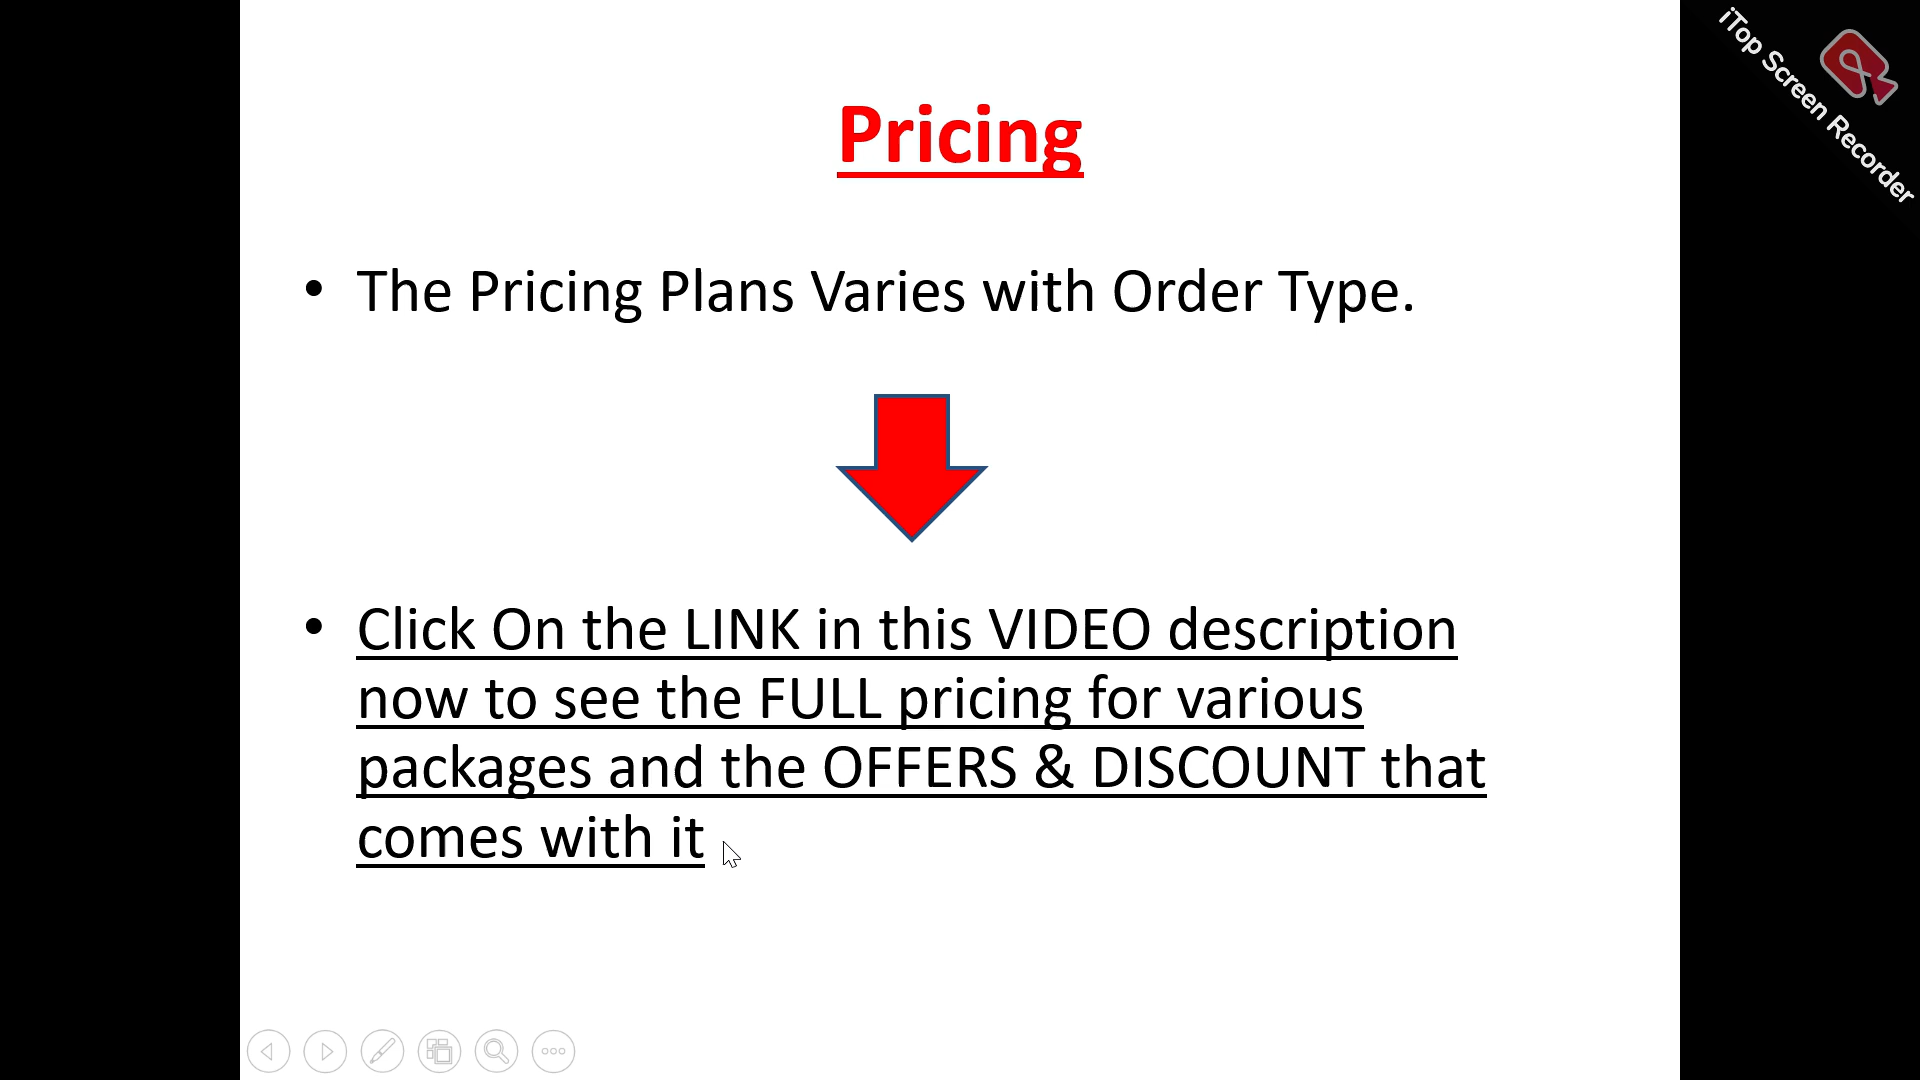 iTop Screen Recorder
Pricing
• The Pricing Plans Varies with Order Type.
• Click On the LINK in this VIDEO description
now to see the FULL pricing for various
packages and the OFFERS & DISCOUNT that
comes with it